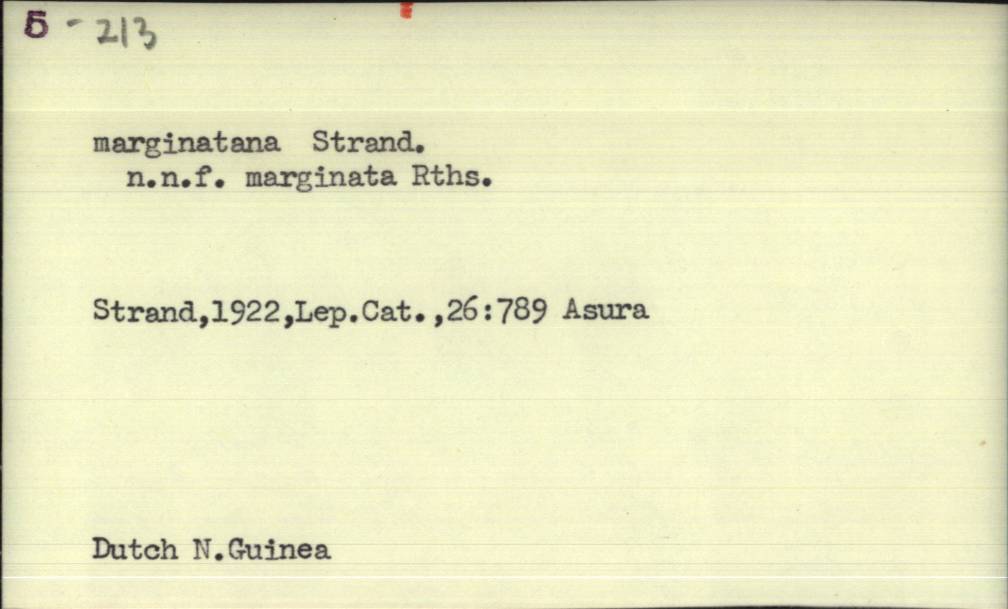 5 - 213
marginatana Strand.
n.n.f. marginata Rths.
Strand,1922,Lep.Cat.,26:789 Asura
Dutch N.Guinea